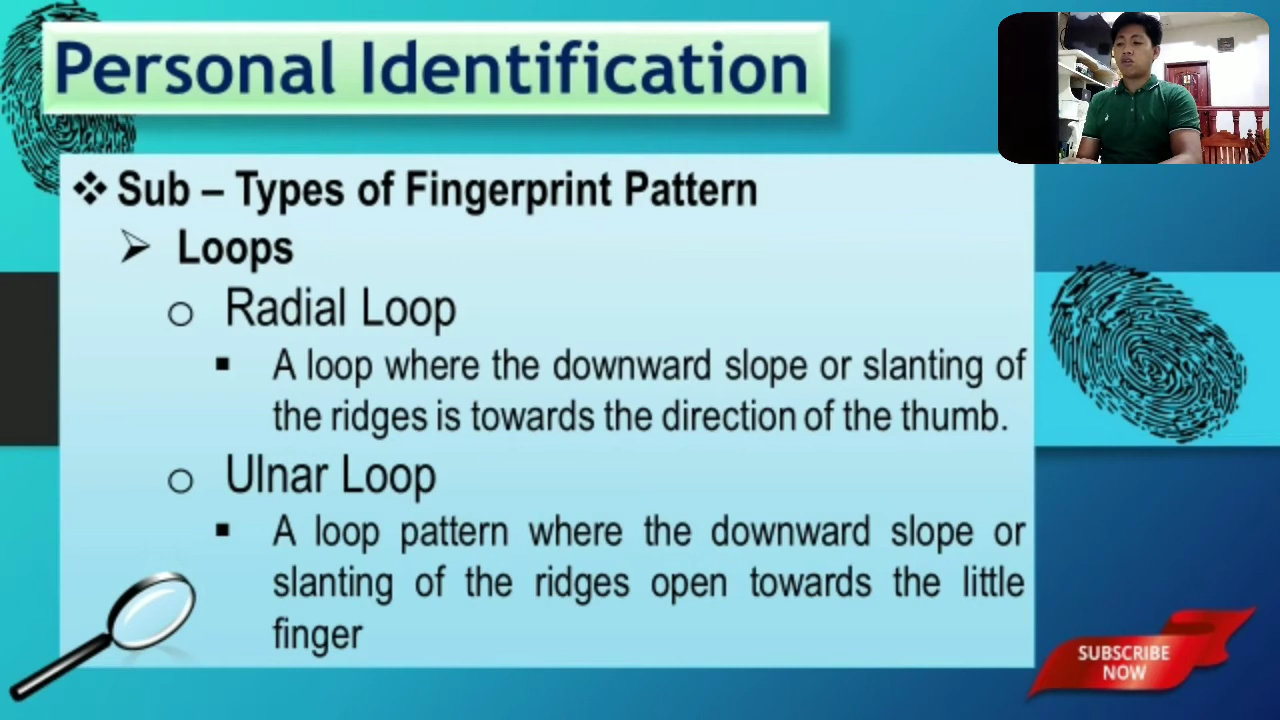 Personal Identification
❖ Sub – Types of Fingerprint Pattern
➢ Loops
o Radial Loop
▪ A loop where the downward slope or slanting of
the ridges is towards the direction of the thumb.
o Ulnar Loop
▪ A loop pattern where the downward slope or
slanting of the ridges open towards the little
finger
SUBSCRIBE
NOW